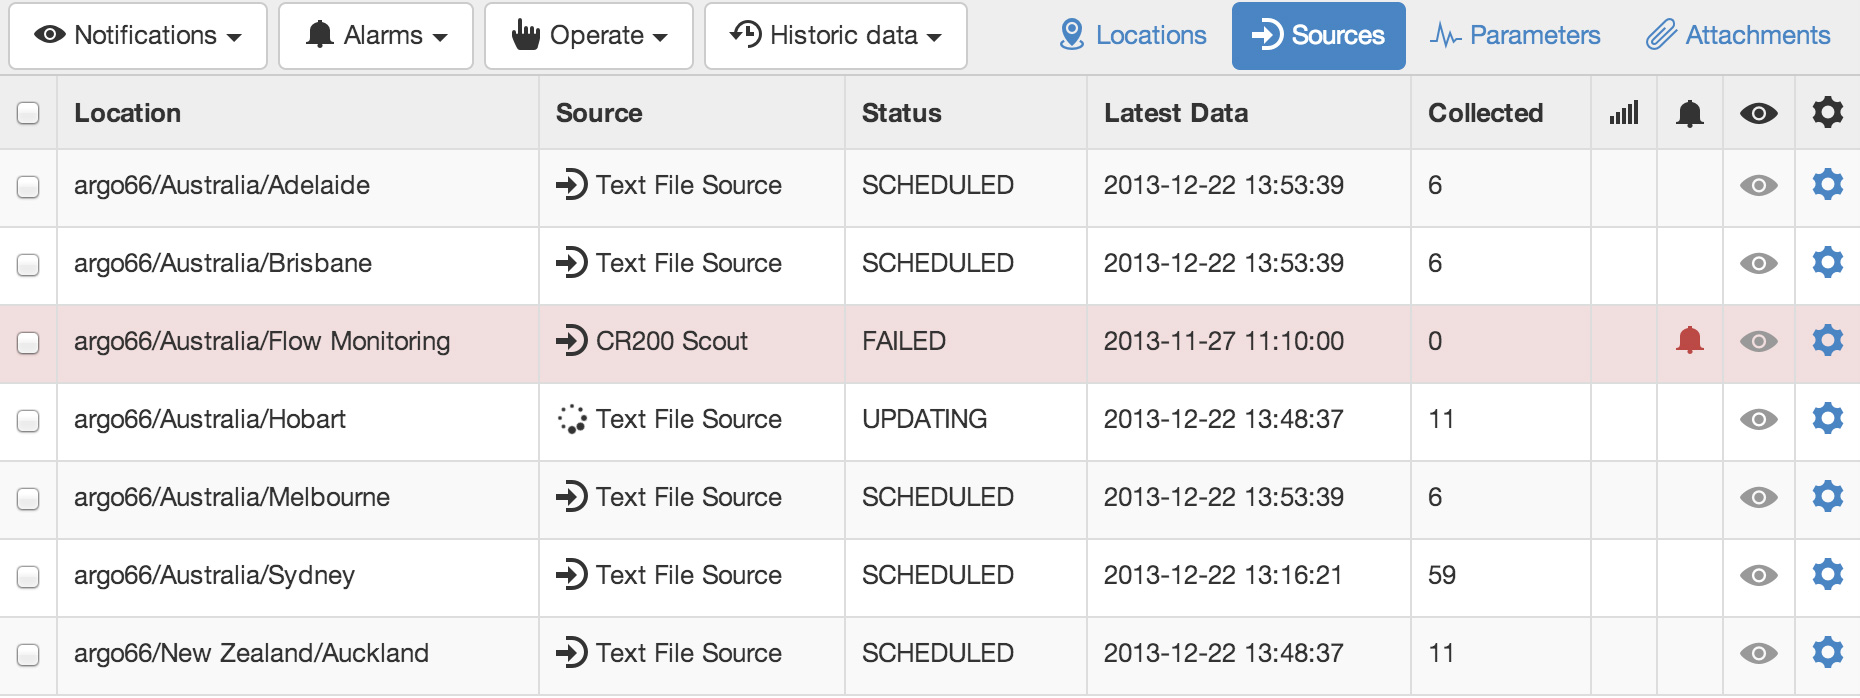 Notifications Alarms Operate Historic data Locations Sources Parameters Attachments
Location Source Status Latest Data Collected
argo66/Australia/Adelaide Text File Source SCHEDULED 2013-12-22 13:53:39 6
argo66/Australia/Brisbane Text File Source SCHEDULED 2013-12-22 13:53:39 6
argo66/Australia/Flow Monitoring CR200 Scout FAILED 2013-11-27 11:10:00 0
argo66/Australia/Hobart Text File Source UPDATING 2013-12-22 13:48:37 11
argo66/Australia/Melbourne Text File Source SCHEDULED 2013-12-22 13:53:39 6
argo66/Australia/Sydney Text File Source SCHEDULED 2013-12-22 13:16:21 59
argo66/New Zealand/Auckland Text File Source SCHEDULED 2013-12-22 13:48:37 11